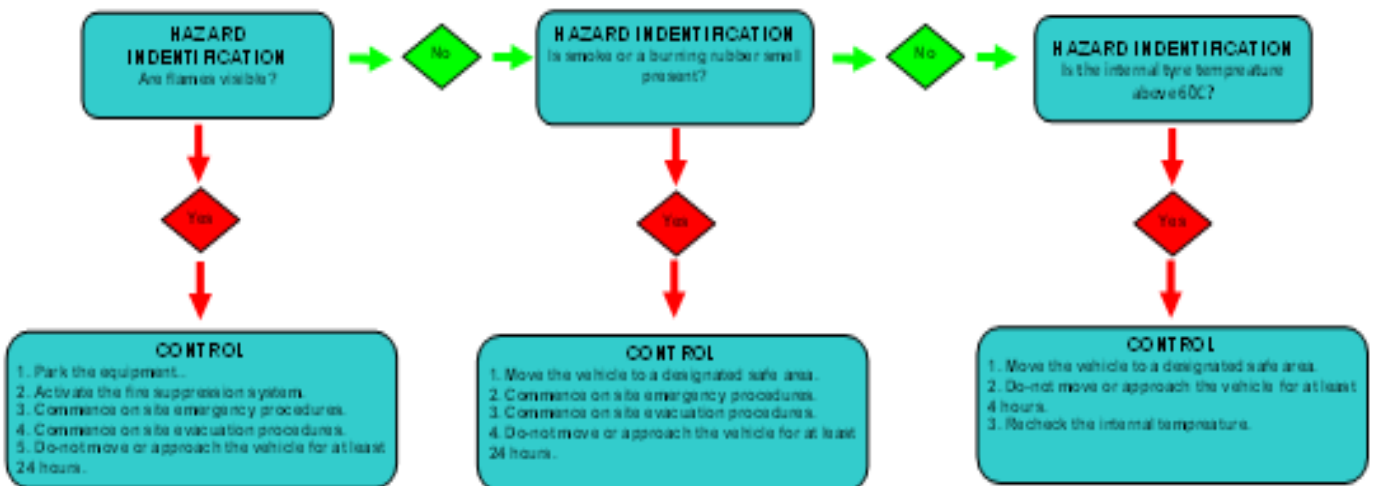 HAZARD
INDENTIFICATION
Are flames visible?
No
HAZARD INDENTIFICATION
Is smoke or a burning rubber smell
present?
No
HAZARD INDENTIFICATION
Is the internal tyre tempreature
above 60C?
Yes
Yes
Yes
CONTROL
1. Park the equipment..
2. Activate the fire suppression system.
3. Commence on site emergency procedures.
4. Commence on site evacuation procedures.
5. Do-not move or approach the vehicle for at least
24 hours.
CONTROL
1. Move the vehicle to a designated safe area.
2. Commence on site emergency procedures.
3. Commence on site evacuation procedures.
4. Do-not move or approach the vehicle for at least
24 hours.
CONTROL
1. Move the vehicle to a designated safe area.
2. Do-not move or approach the vehicle for at least
4 hours.
3. Recheck the internal tempreature.